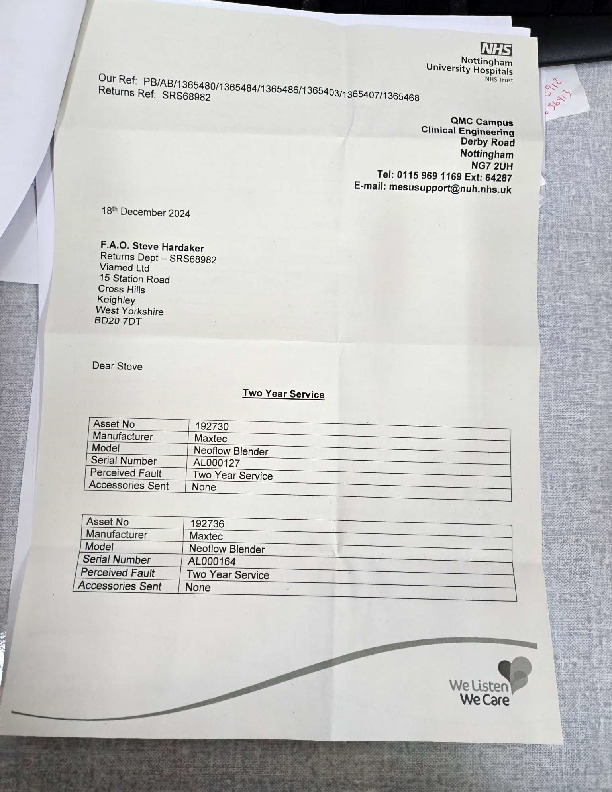 NHS
Nottingham
University Hospitals
NHS Trust
Our Ref: PB/AB/1365480/1365484/1365486/1365403/1365407/1365466
Returns Ref: SRS68982
QMC Campus
Clinical Engineering
Derby Road
Nottingham
NG7 2UH
Tel: 0115 969 1169 Ext: 64287
E-mail: mesusupport@nuh.nhs.uk
18th December 2024
F.A.O. Steve Hardaker
Returns Dept – SRS68982
Viamed Ltd
15 Station Road
Cross Hills
Keighley
West Yorkshire
BD20 7DT
Dear Steve
Two Year Service
Asset No 192730
Manufacturer Maxtec
Model Neoflow Blender
Serial Number AL000127
Perceived Fault Two Year Service
Accessories Sent None
Asset No 192736
Manufacturer Maxtec
Model Neoflow Blender
Serial Number AL000164
Perceived Fault Two Year Service
Accessories Sent None
We Listen
We Care